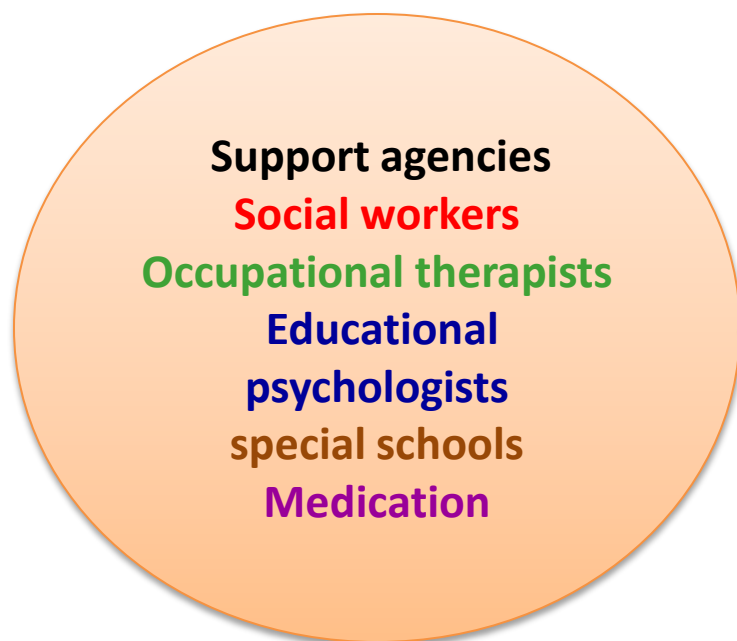 Support agencies
Social workers
Occupational therapists
Educational
psychologists
special schools
Medication